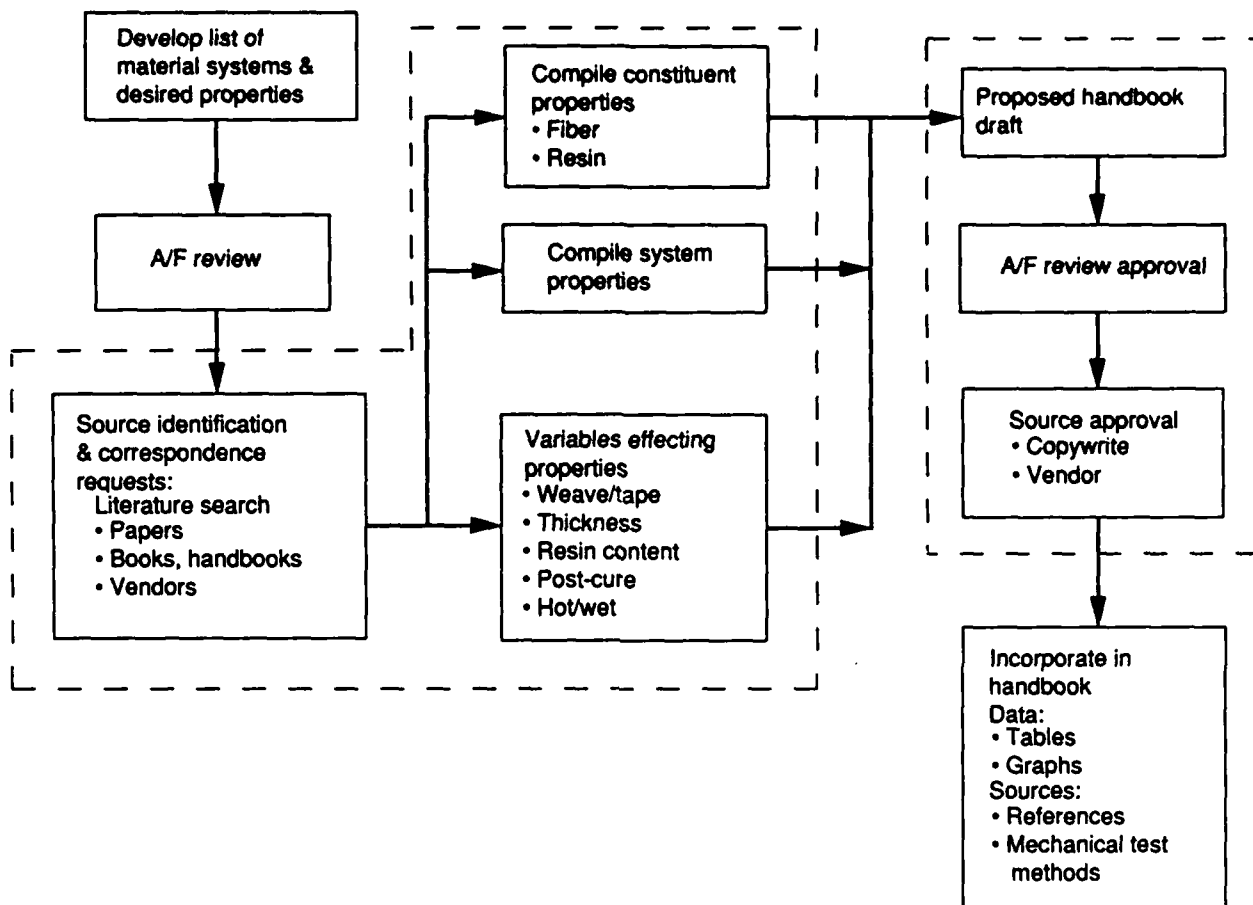 Develop list of
material systems &
desired properties
A/F review
Source identification
& correspondence
requests:
Literature search
• Papers
• Books, handbooks
• Vendors
Compile constituent
properties
• Fiber
• Resin
Compile system
properties
Variables effecting
properties
• Weave/tape
• Thickness
• Resin content
• Post-cure
• Hot/wet
Proposed handbook
draft
A/F review approval
Source approval
• Copywrite
• Vendor
Incorporate in
handbook
Data:
• Tables
• Graphs
Sources:
• References
• Mechanical test
methods